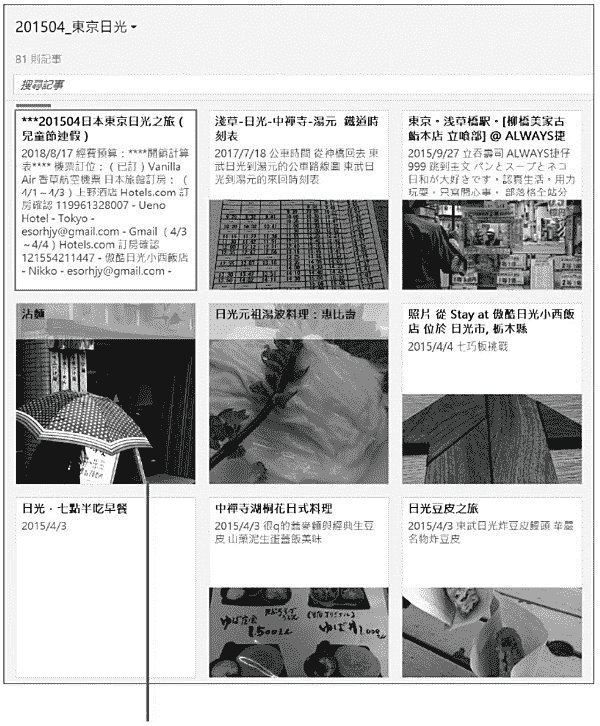 201504_東京日光
81 則記事
搜尋記事
***201504日本東京日光之旅 (
兒童節連假 )
2018/8/17 經費預算：****開銷計算
表**** 機票訂位：（已訂）Vanilla
Air 香草航空機票 日本旅館訂房：（
4/1～4/3 ) 上野酒店 Hotels.com 訂
房確認 119961328007 - Ueno
Hotel - Tokyo -
esorhjy@gmail.com - Gmail （4/3
～4/4 ) Hotels.com 訂房確認
121554211447 - 傲酷日光小西飯店
- Nikko - esorhjy@gmail.com -
淺草-日光-中禪寺-湯元 鐵道時
刻表
2017/7/18 公車時間 從神橋回去 東
武日光到湯元的公車路線圖 東武日
光到湯元的來回時刻表
東京。浅草橋駅。[柳橋美家古
鮨本店 立喰部] @ ALWAYS捷
2015/9/27 立吞壽司 ALWAYS捷仔
999 跳到主文 パンとスープとネコ
日和が大好きです。認真生活。用力
玩耍。只寫開心事。 部落格全站分
沾麵
日光元祖湯波料理：惠比壽
照片 從 Stay at 傲酷日光小西飯
店 位於 日光市, 栃木縣
2015/4/4 七巧板挑戰
日光．七點半吃早餐
2015/4/3
中禪寺湖桐花日式料理
2015/4/3 很q的蕎麥麵與經典生豆
皮 山藥泥生蛋蓋飯美味
1500
1,000
日光豆皮之旅
2015/4/3 東武日光炸豆皮饅頭 華嚴
名物炸豆皮